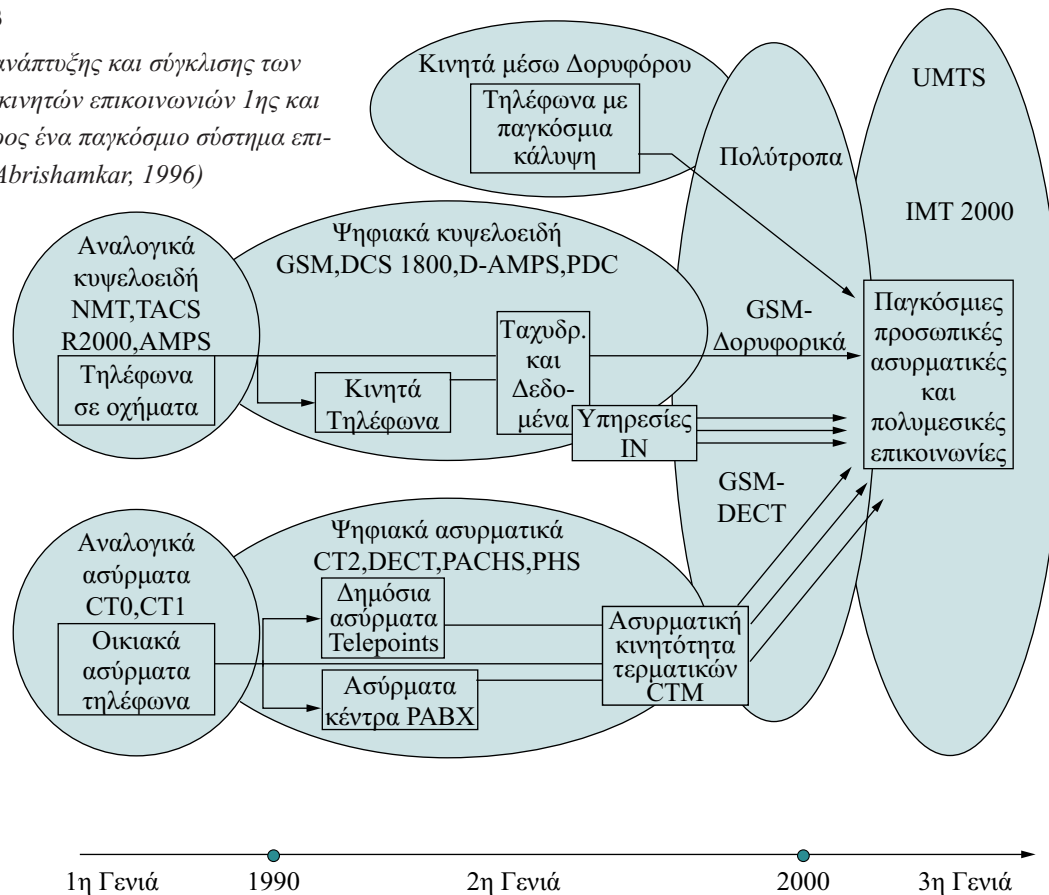 ανάπτυξης και σύγκλισης των
κινητών επικοινωνιών 1ης και
ρος ένα παγκόσμιο σύστημα επι-
Abrishamkar, 1996)
Κινητά μέσω Δορυφόρου
Τηλέφωνα με
παγκόσμια
κάλυψη
Πολύτροπα
UMTS
IMT 2000
Αναλογικά
κυψελοειδή
NMT,TACS
R2000,AMPS
Τηλέφωνα
σε οχήματα
Ψηφιακά κυψελοειδή
GSM,DCS 1800,D-AMPS,PDC
Κινητά
Τηλέφωνα
Ταχυδρ.
και
Δεδο-
μένα
Υπηρεσίες
IN
GSM-
Δορυφορικά
Παγκόσμιες
προσωπικές
ασυρματικές
και
πολυμεσικές
επικοινωνίες
GSM-
DECT
Αναλογικά
ασύρματα
CT0,CT1
Οικιακά
ασύρματα
τηλέφωνα
Ψηφιακά ασυρματικά
CT2,DECT,PACHS,PHS
Δημόσια
ασύρματα
Telepoints
Ασύρματα
κέντρα PABX
Ασυρματική
κινητότητα
τερματικών
CTM
1η Γενιά 1990 2η Γενιά 2000 3η Γενιά